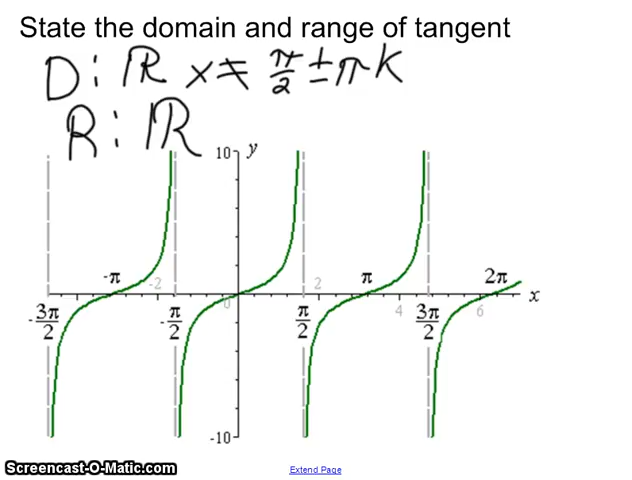 State the domain and range of tangent
D: ℝ x ≠ π/2 ± πK
R: ℝ
10 y
-π -2 2 π 2π
0 x
-3π/2 -π/2 π/2 4 3π/2 6
-10
Screencast-O-Matic.com
Extend Page